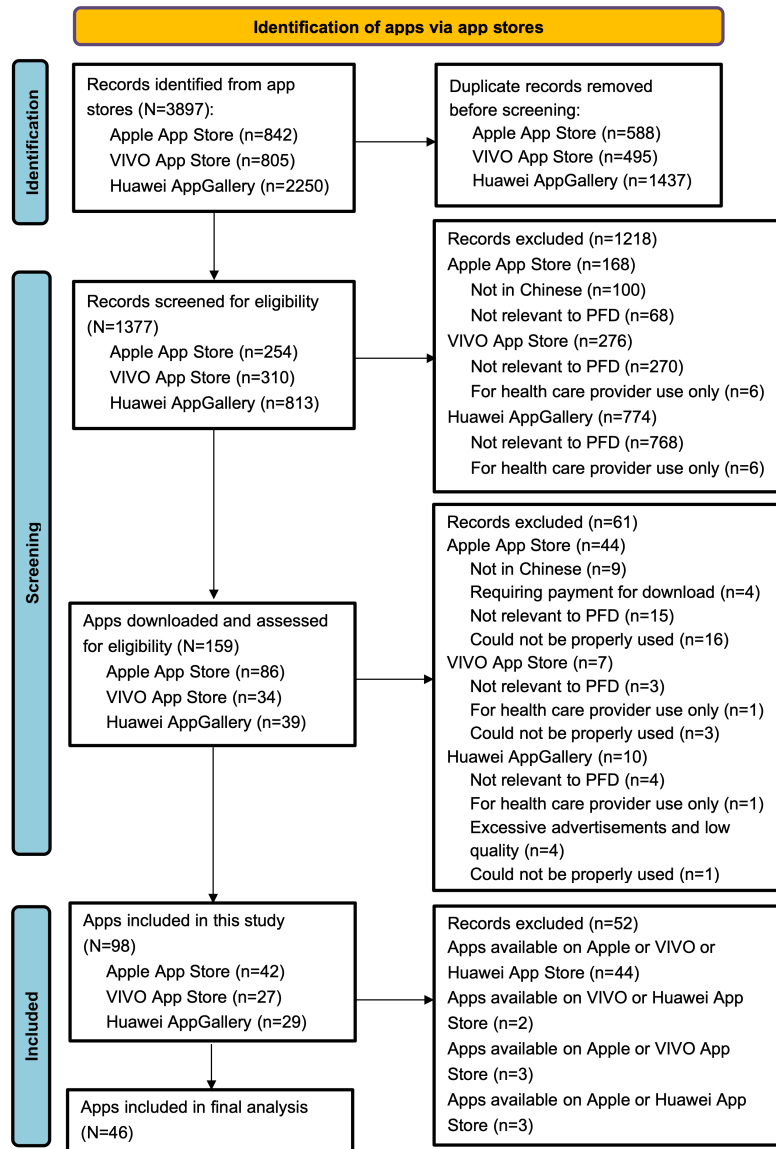 Identification of apps via app stores
Identification
Records identified from app
stores (N=3897):
Apple App Store (n=842)
VIVO App Store (n=805)
Huawei AppGallery (n=2250)
Duplicate records removed
before screening:
Apple App Store (n=588)
VIVO App Store (n=495)
Huawei AppGallery (n=1437)
Screening
Records screened for eligibility
(N=1377)
Apple App Store (n=254)
VIVO App Store (n=310)
Huawei AppGallery (n=813)
Records excluded (n=1218)
Apple App Store (n=168)
Not in Chinese (n=100)
Not relevant to PFD (n=68)
VIVO App Store (n=276)
Not relevant to PFD (n=270)
For health care provider use only (n=6)
Huawei AppGallery (n=774)
Not relevant to PFD (n=768)
For health care provider use only (n=6)
Apps downloaded and assessed
for eligibility (N=159)
Apple App Store (n=86)
VIVO App Store (n=34)
Huawei AppGallery (n=39)
Records excluded (n=61)
Apple App Store (n=44)
Not in Chinese (n=9)
Requiring payment for download (n=4)
Not relevant to PFD (n=15)
Could not be properly used (n=16)
VIVO App Store (n=7)
Not relevant to PFD (n=3)
For health care provider use only (n=1)
Could not be properly used (n=3)
Huawei AppGallery (n=10)
Not relevant to PFD (n=4)
For health care provider use only (n=1)
Excessive advertisements and low
quality (n=4)
Could not be properly used (n=1)
Included
Apps included in this study
(N=98)
Apple App Store (n=42)
VIVO App Store (n=27)
Huawei AppGallery (n=29)
Records excluded (n=52)
Apps available on Apple or VIVO or
Huawei App Store (n=44)
Apps available on VIVO or Huawei App
Store (n=2)
Apps available on Apple or VIVO App
Store (n=3)
Apps available on Apple or Huawei App
Store (n=3)
Apps included in final analysis
(N=46)